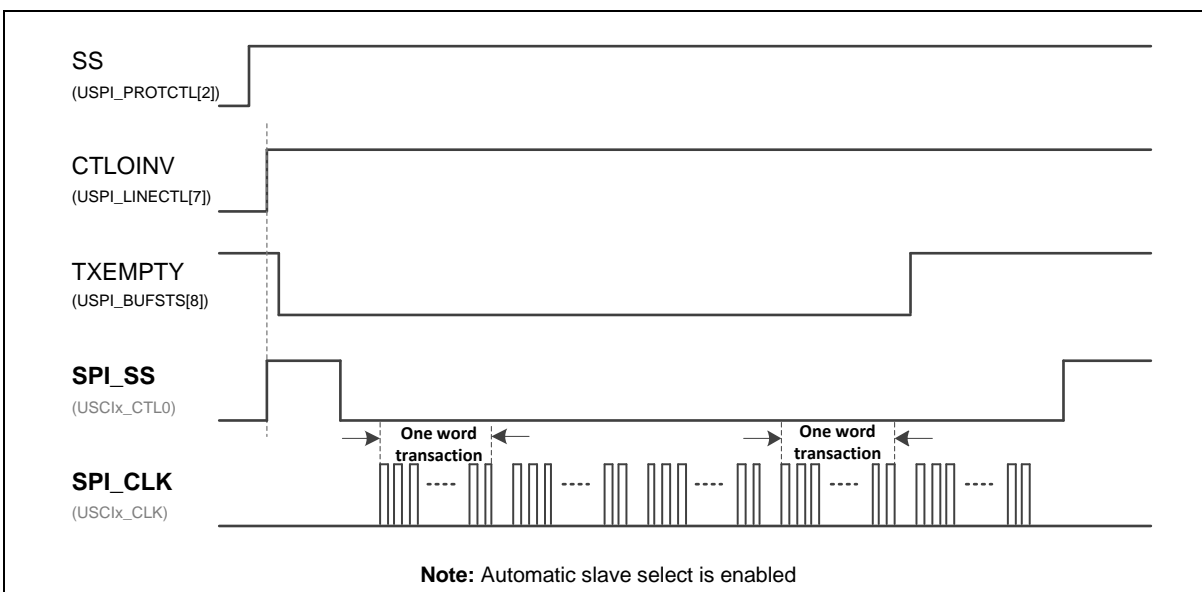 SS
(USPI_PROTCTL[2])
CTLOINV
(USPI_LINECTL[7])
TXEMPTY
(USPI_BUFSTS[8])
SPI_SS
(USCIx_CTL0)
One word
transaction
One word
transaction
SPI_CLK
(USCIx_CLK)
Note: Automatic slave select is enabled